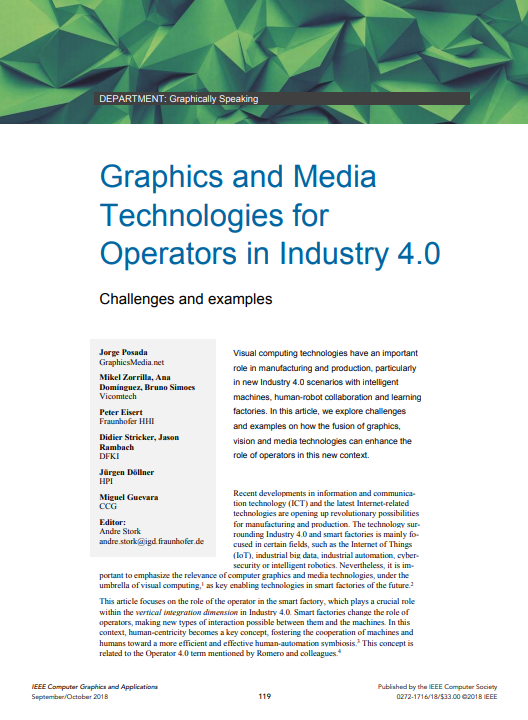 DEPARTMENT: Graphically Speaking
Graphics and Media
Technologies for
Operators in Industry 4.0
Challenges and examples
Jorge Posada
GraphicsMedia.net
Mikel Zorrilla, Ana
Dominguez, Bruno Simoes
Vicomtech
Peter Eisert
Fraunhofer HHI
Didier Stricker, Jason
Rambach
DFKI
Jürgen Döllner
HPI
Miguel Guevara
CCG
Editor:
Andre Stork
andre.stork@igd.fraunhofer.de
Visual computing technologies have an important
role in manufacturing and production, particularly
in new Industry 4.0 scenarios with intelligent
machines, human-robot collaboration and learning
factories. In this article, we explore challenges
and examples on how the fusion of graphics,
vision and media technologies can enhance the
role of operators in this new context.
Recent developments in information and communica-
tion technology (ICT) and the latest Internet-related
technologies are opening up revolutionary possibilities
for manufacturing and production. The technology sur-
rounding Industry 4.0 and smart factories is mainly fo-
cused in certain fields, such as the Internet of Things
(IoT), industrial big data, industrial automation, cyber-
security or intelligent robotics. Nevertheless, it is im-
portant to emphasize the relevance of computer graphics and media technologies, under the
umbrella of visual computing,¹ as key enabling technologies in smart factories of the future.²
This article focuses on the role of the operator in the smart factory, which plays a crucial role
within the vertical integration dimension in Industry 4.0. Smart factories change the role of
operators, making new types of interaction possible between them and the machines. In this
context, human-centricity becomes a key concept, fostering the cooperation of machines and
humans toward a more efficient and effective human-automation symbiosis.³ This concept is
related to the Operator 4.0 term mentioned by Romero and colleagues.⁴
IEEE Computer Graphics and Applications
September/October 2018
119
Published by the IEEE Computer Society
0272-1716/18/$33.00 ©2018 IEEE